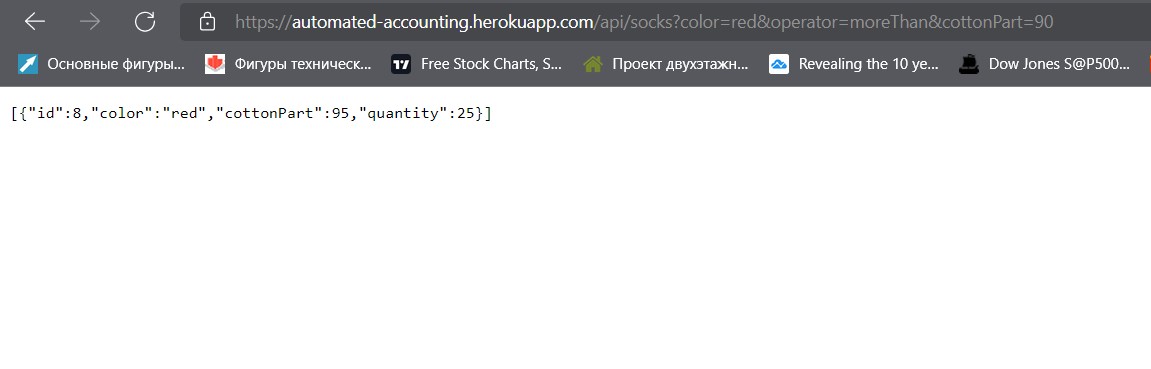 https://automated-accounting.herokuapp.com/api/socks?color=red&operator=moreThan&cottonPart=90
Основные фигуры... Фигуры техническ... Free Stock Charts, S... Проект двухэтажн... Revealing the 10 ye... Dow Jones S@P500...
[{"id":8,"color":"red","cottonPart":95,"quantity":25}]